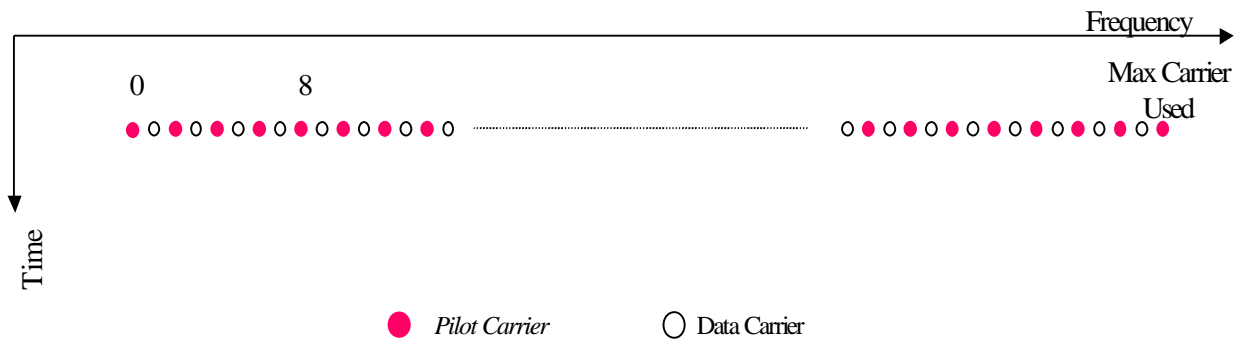 Frequency
0
8
Max Carrier
Used
Time
Pilot Carrier
Data Carrier